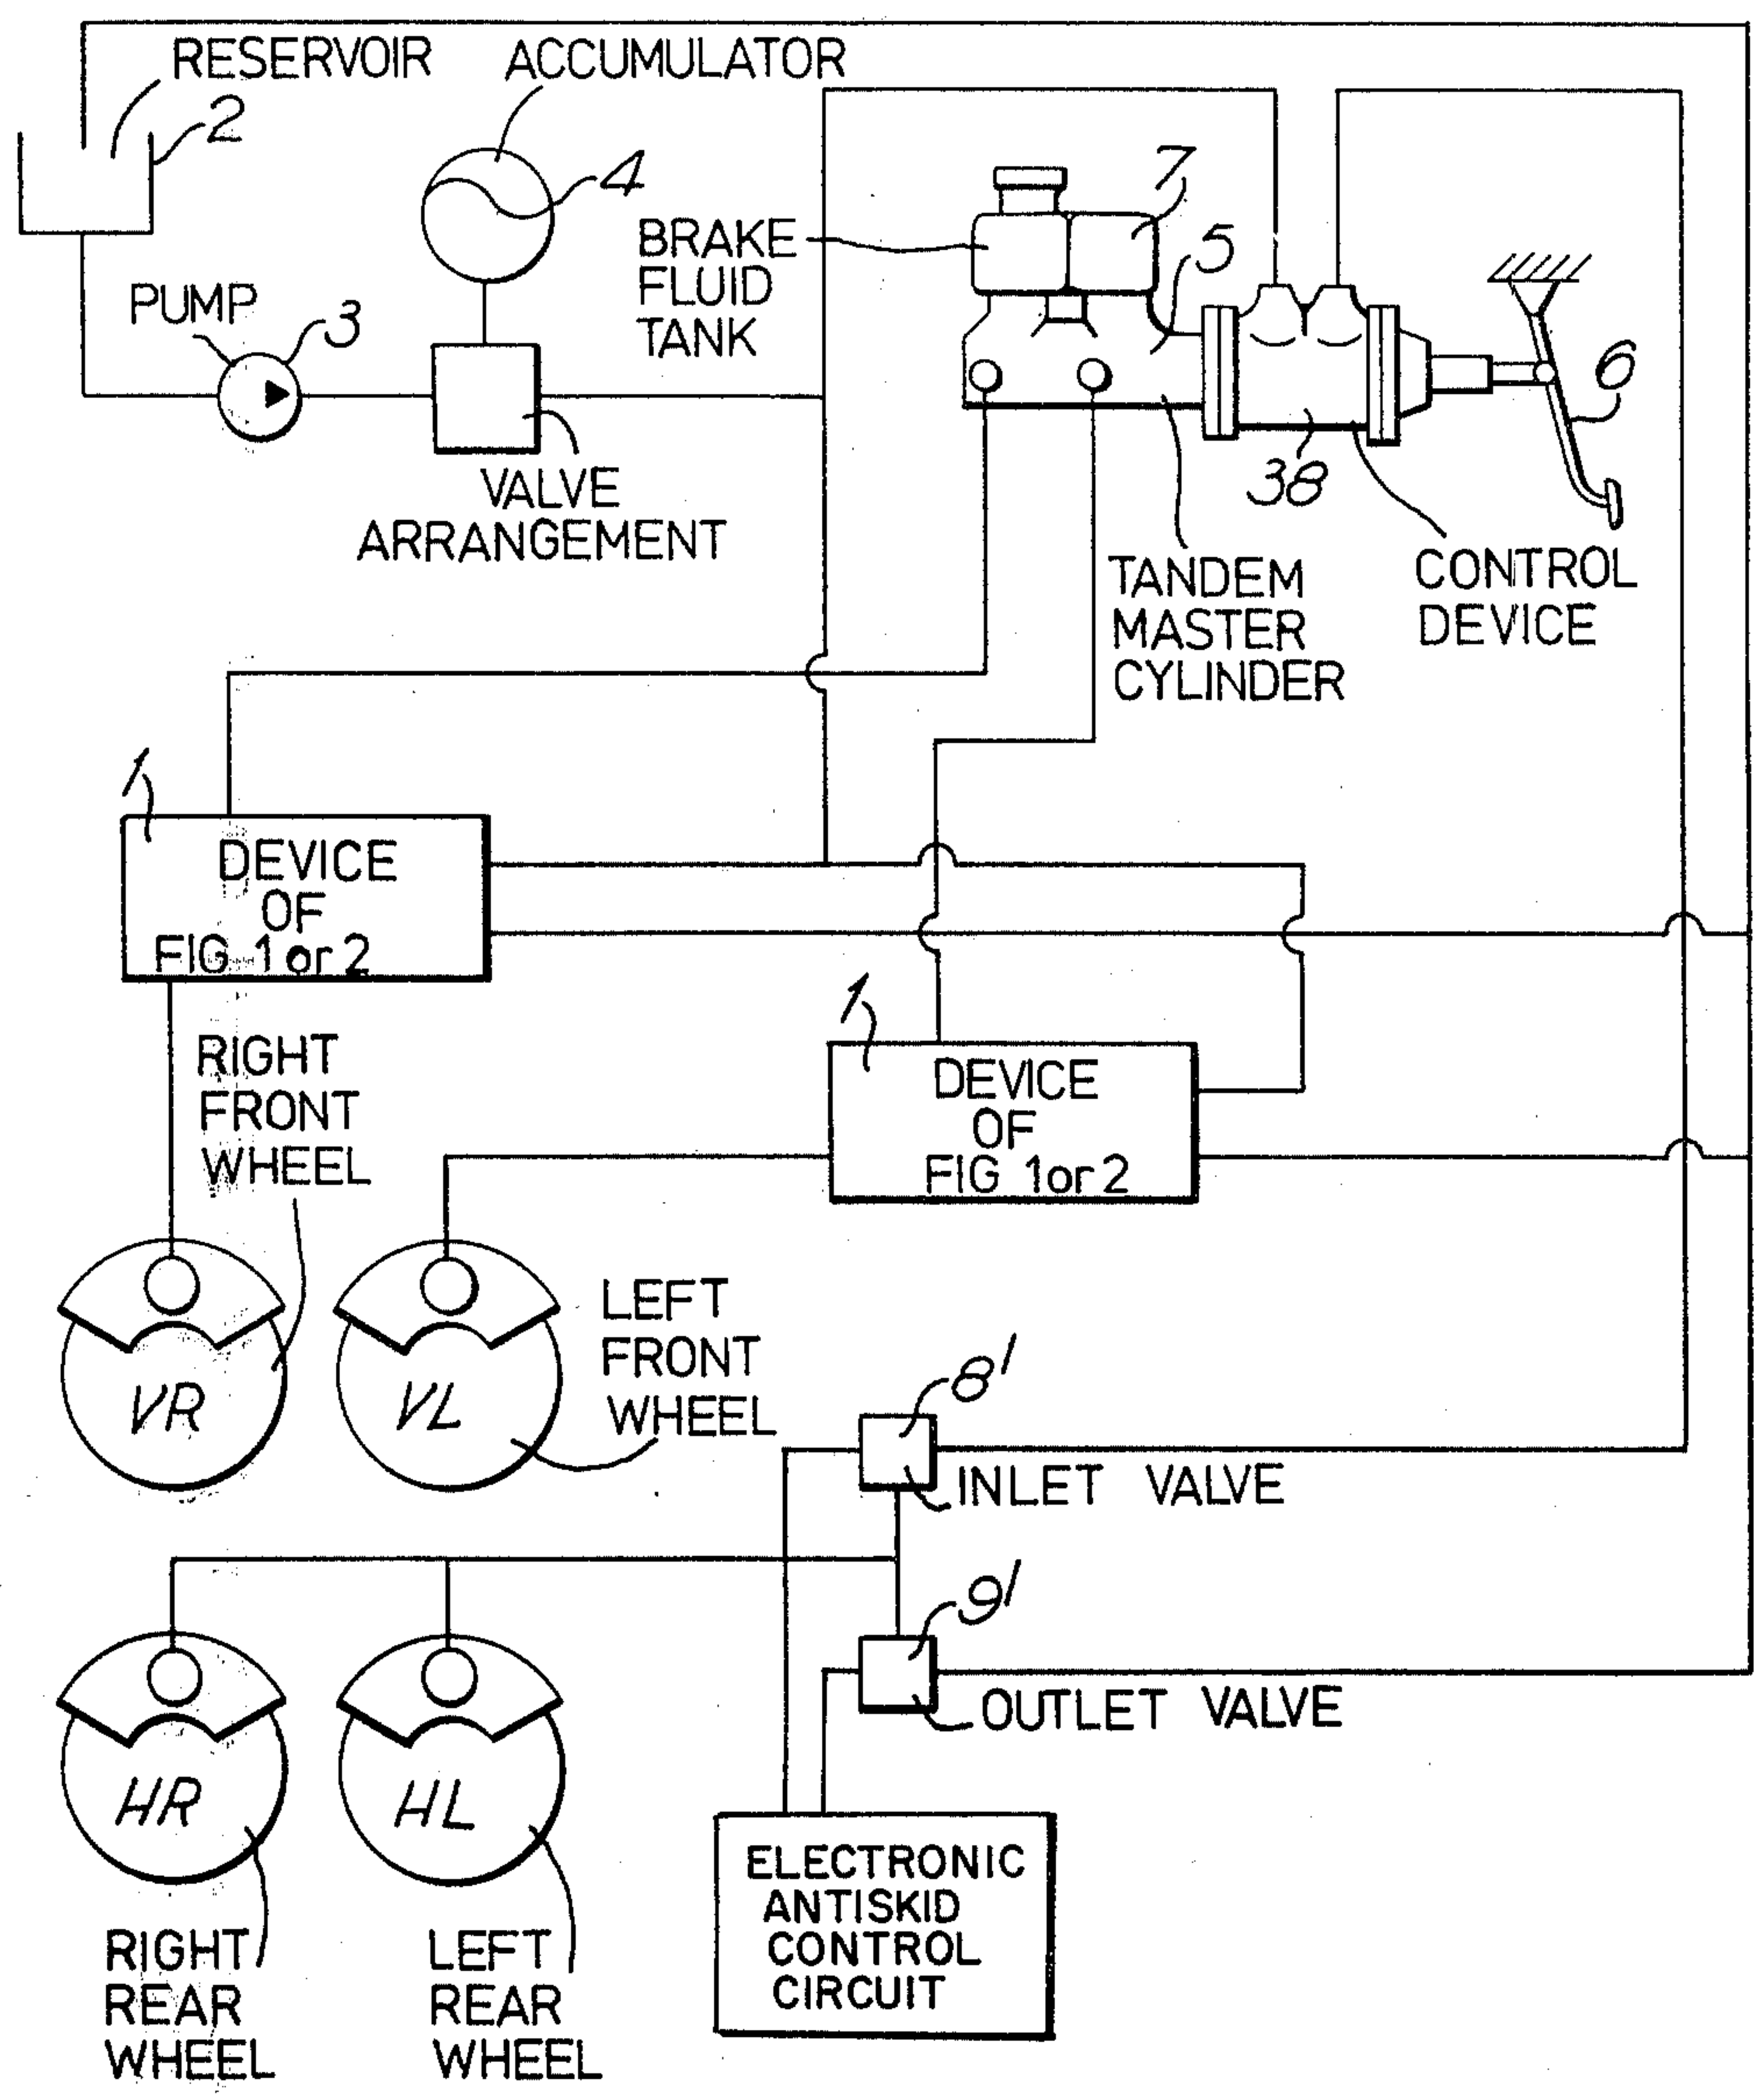 RESERVOIR
ACCUMULATOR
2
4
7
BRAKE
FLUID
TANK
5
PUMP
3
6
38
VALVE
ARRANGEMENT
TANDEM
MASTER
CYLINDER
CONTROL
DEVICE
1
DEVICE
OF
FIG 1 or 2
1
DEVICE
OF
FIG 1 or 2
RIGHT
FRONT
WHEEL
LEFT
FRONT
WHEEL
VR
VL
8'
INLET VALVE
9'
OUTLET VALVE
HR
HL
ELECTRONIC
ANTISKID
CONTROL
CIRCUIT
RIGHT
REAR
WHEEL
LEFT
REAR
WHEEL